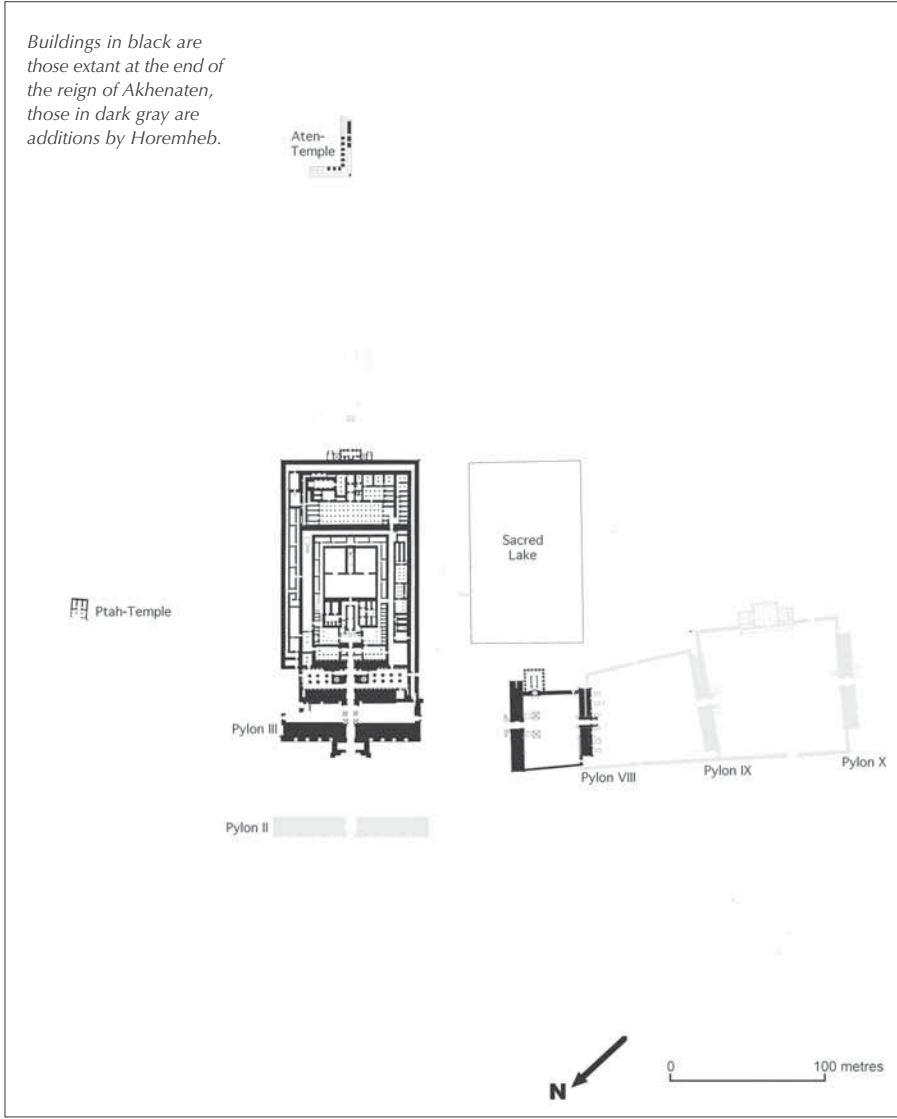 Buildings in black are
those extant at the end of
the reign of Akhenaten,
those in dark gray are
additions by Horemheb.
Aten-
Temple
Sacred
Lake
Ptah-Temple
Pylon III
Pylon VIII
Pylon IX
Pylon X
Pylon II
N
0
100 metres